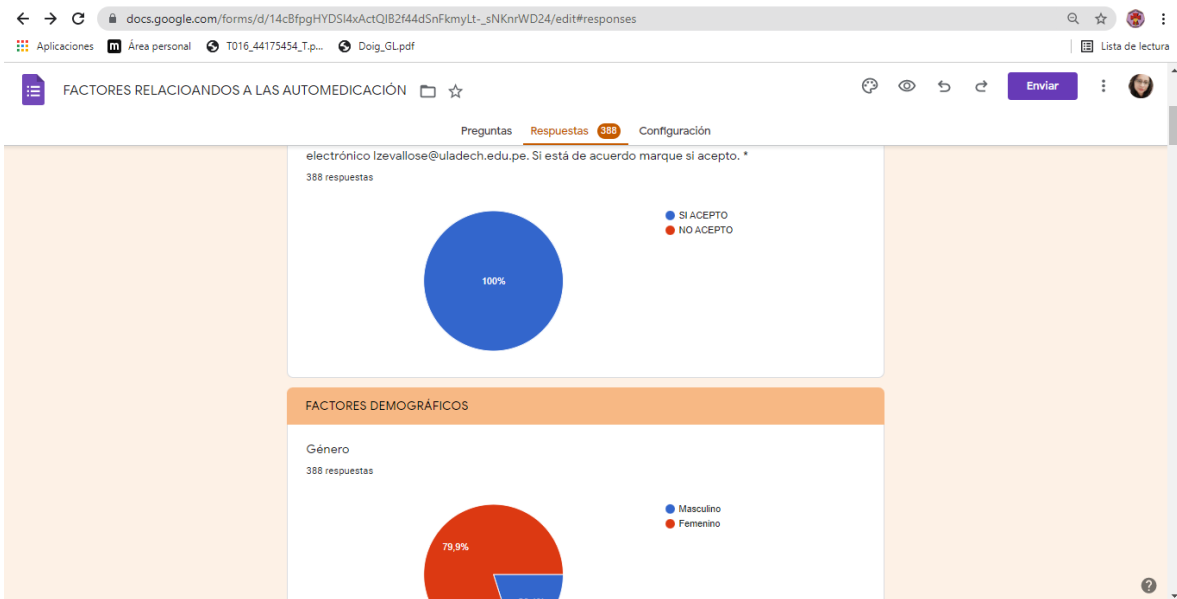 docs.google.com/forms/d/14cBfpgHYDSI4xActQIB2f44dSnFkmyLt-_sNKnrWD24/edit#responses
Aplicaciones m Área personal T016_44175454_T.p... Doig_GL.pdf Lista de lectura
FACTORES RELACIOANDOS A LAS AUTOMEDICACIÓN Enviar
Preguntas Respuestas 388 Configuración
electrónico lzevallose@uladech.edu.pe. Si está de acuerdo marque si acepto. *
388 respuestas
SI ACEPTO
NO ACEPTO
100%
FACTORES DEMOGRÁFICOS
Género
388 respuestas
Masculino
Femenino
79,9%